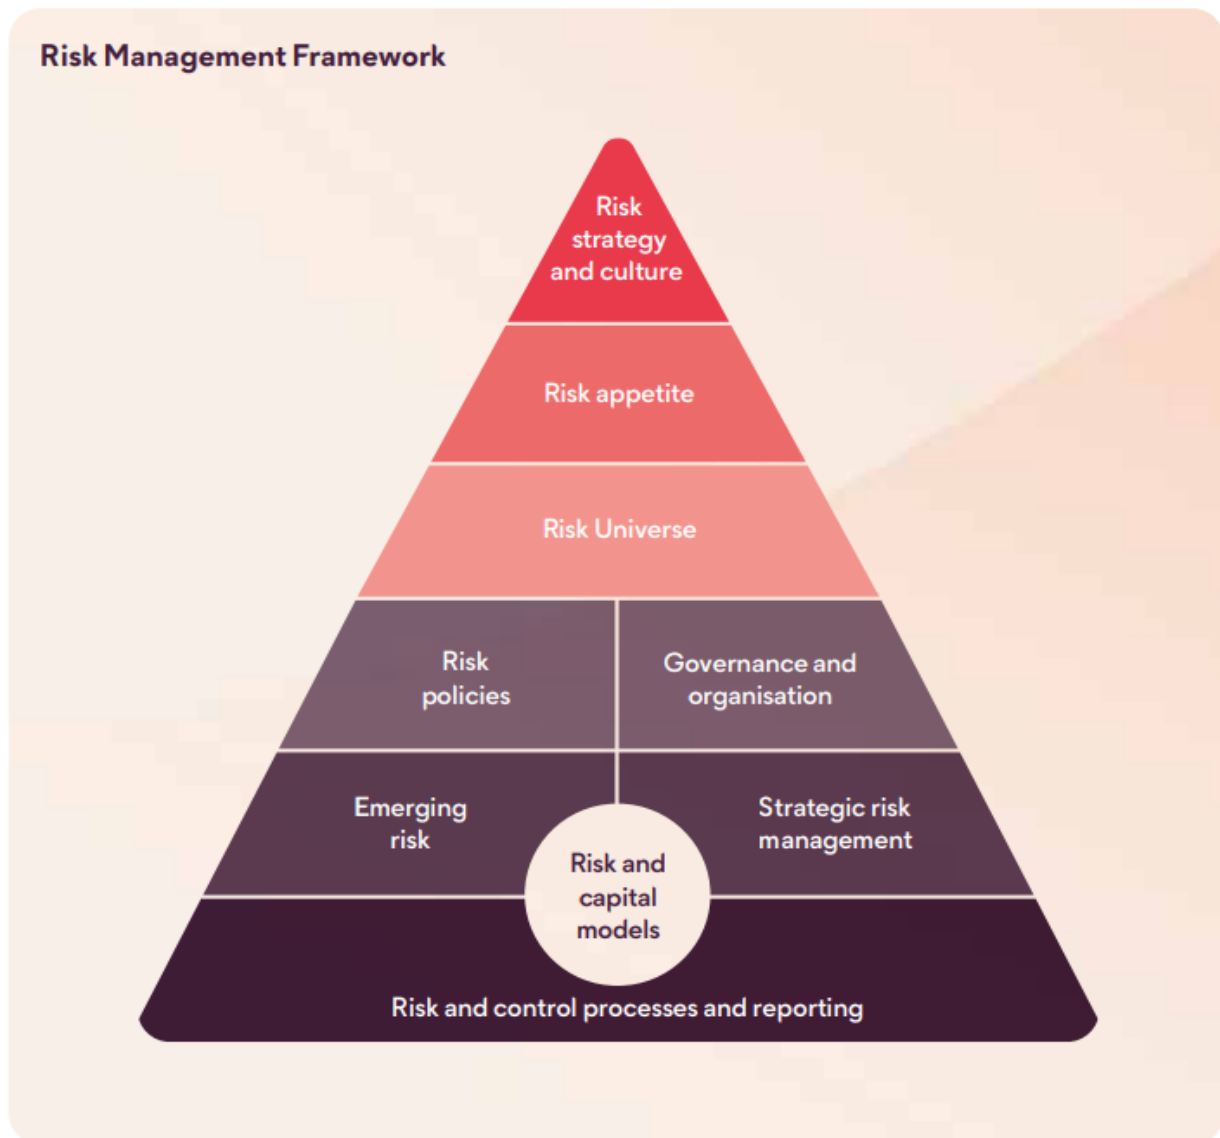 Risk Management Framework
Risk
strategy
and culture
Risk appetite
Risk Universe
Risk
policies
Governance and
organisation
Emerging
risk
Strategic risk
management
Risk and
capital
models
Risk and control processes and reporting